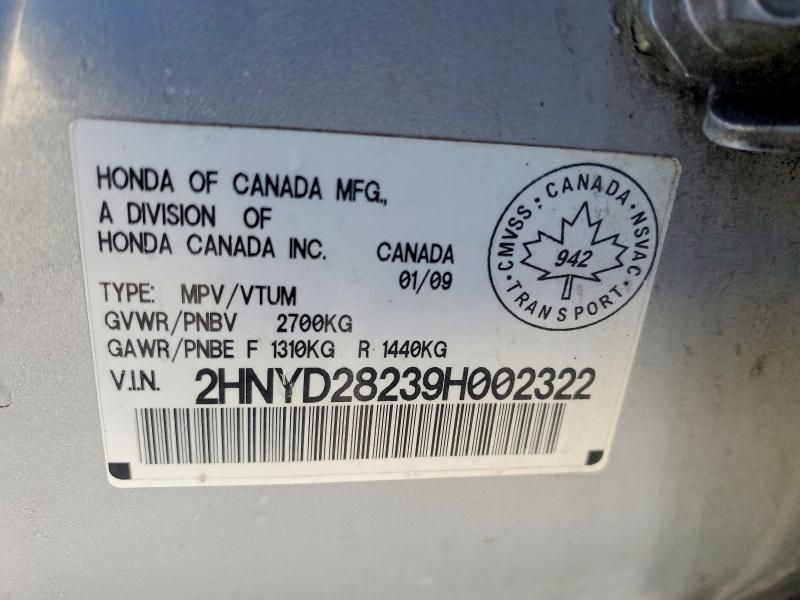 HONDA OF CANADA MFG.,
A DIVISION OF
HONDA CANADA INC. CANADA
01/09
TYPE: MPV/VTUM
GVWR/PNBV 2700KG
GAWR/PNBE F 1310KG R 1440KG
V.I.N. 2HNYD28239H002322
CMVSS · CANADA · NSVAC
942
· TRANSPORT ·